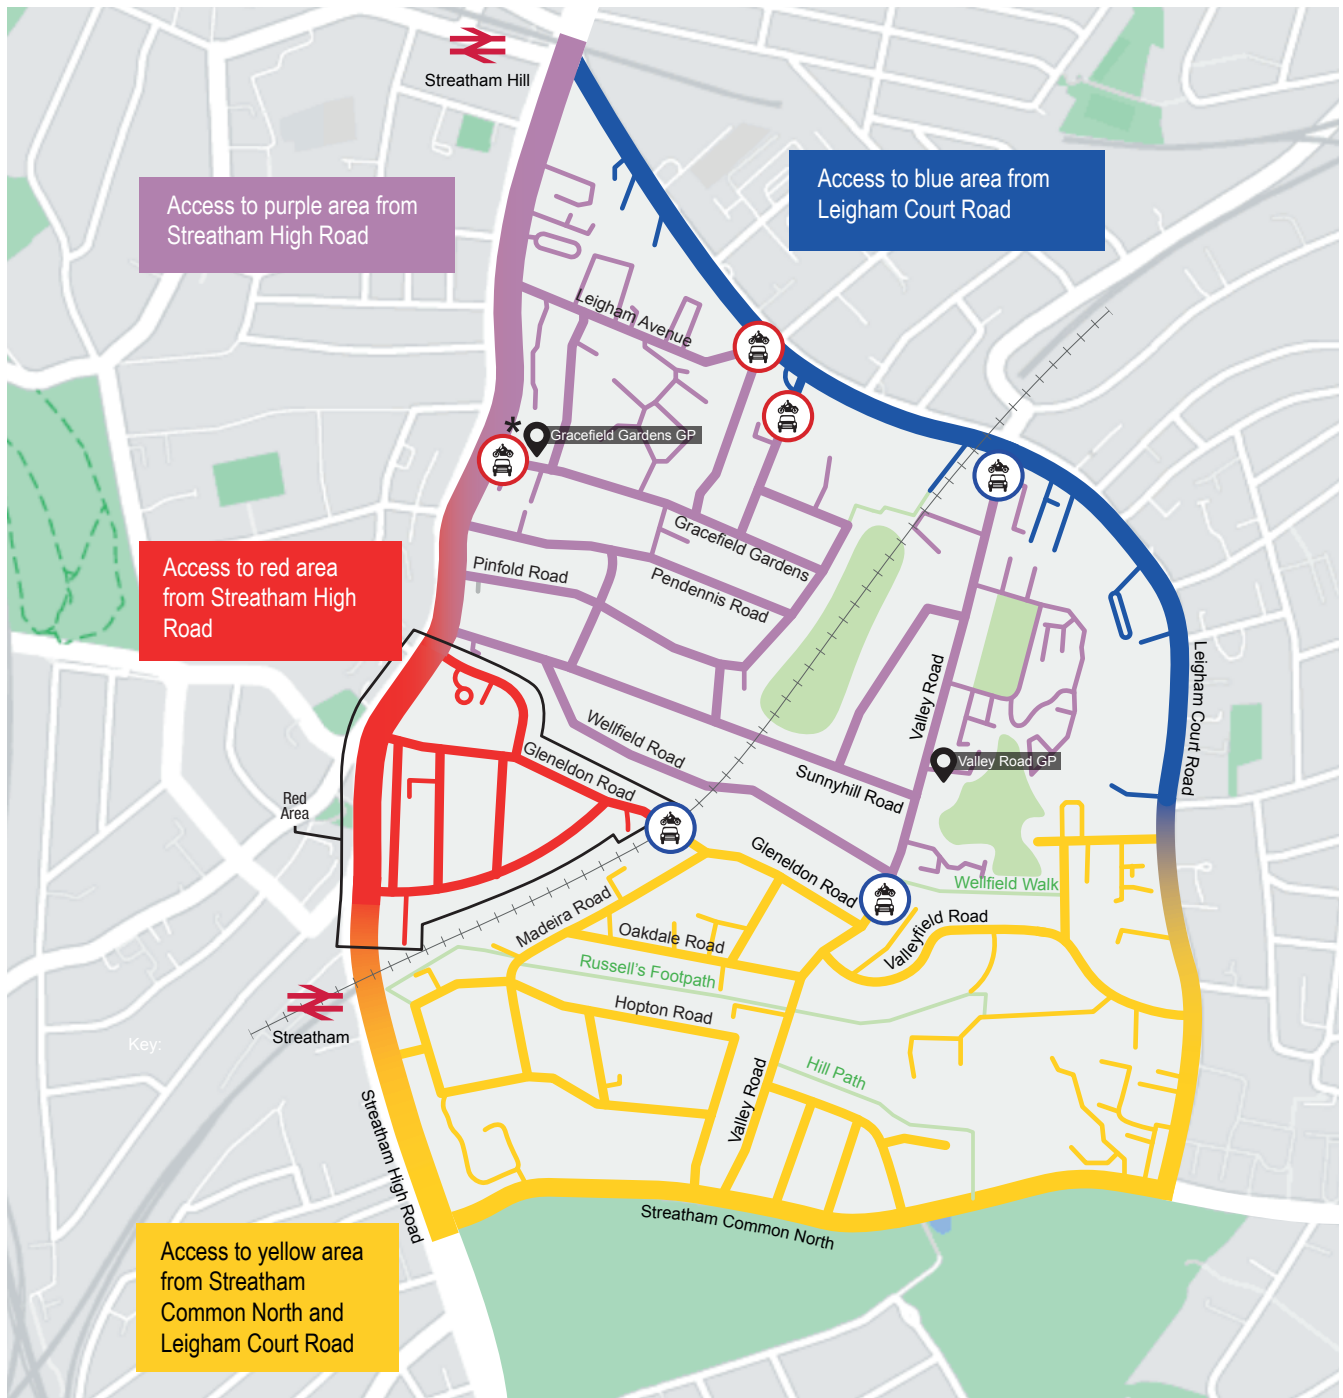 Streatham Hill
Access to purple area from
Streatham High Road
Access to blue area from
Leigham Court Road
Leigham Avenue
*
Gracefield Gardens GP
Gracefield Gardens
Access to red area
from Streatham High
Road
Pinfold Road
Pendennis Road
Leigham Court Road
Valley Road
Wellfield Road
Gleneldon Road
Sunnyhill Road
Valley Road GP
Red
Area
Gleneldon Road
Wellfield Walk
Madeira Road
Oakdale Road
Valleyfield Road
Russell's Footpath
Hopton Road
Streatham
Key:
Hill Path
Valley Road
Streatham High Road
Streatham Common North
Access to yellow area
from Streatham
Common North and
Leigham Court Road